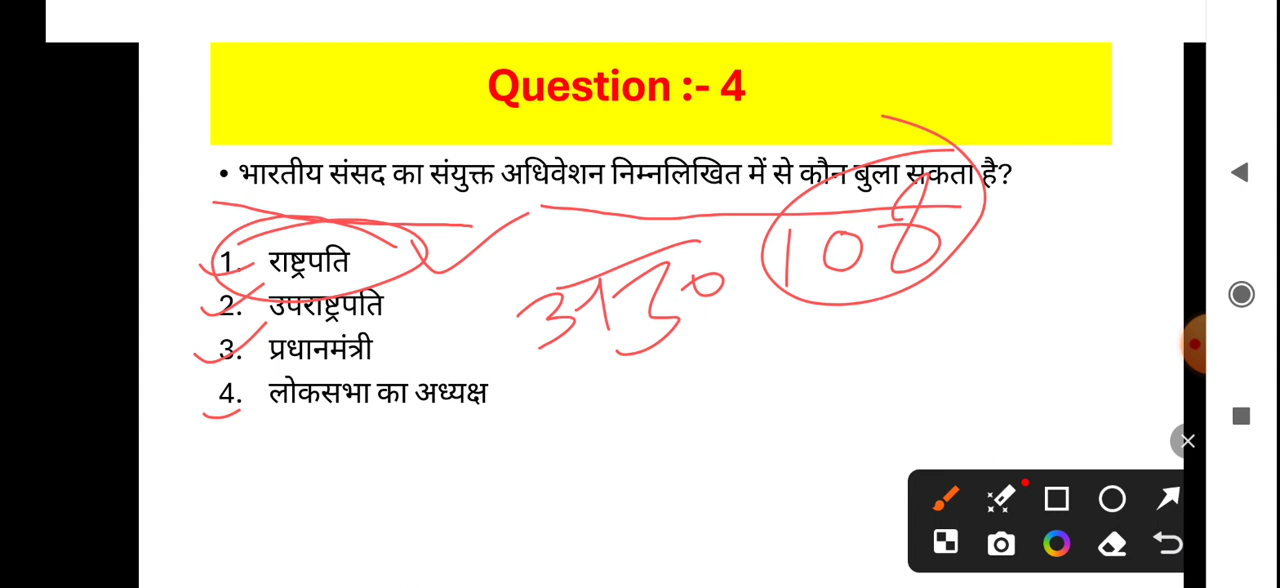 Question :- 4
• भारतीय संसद का संयुक्त अधिवेशन निम्नलिखित में से कौन बुला सकता है?
1. राष्ट्रपति
2. उपराष्ट्रपति
3. प्रधानमंत्री
4. लोकसभा का अध्यक्ष
अनु० 108